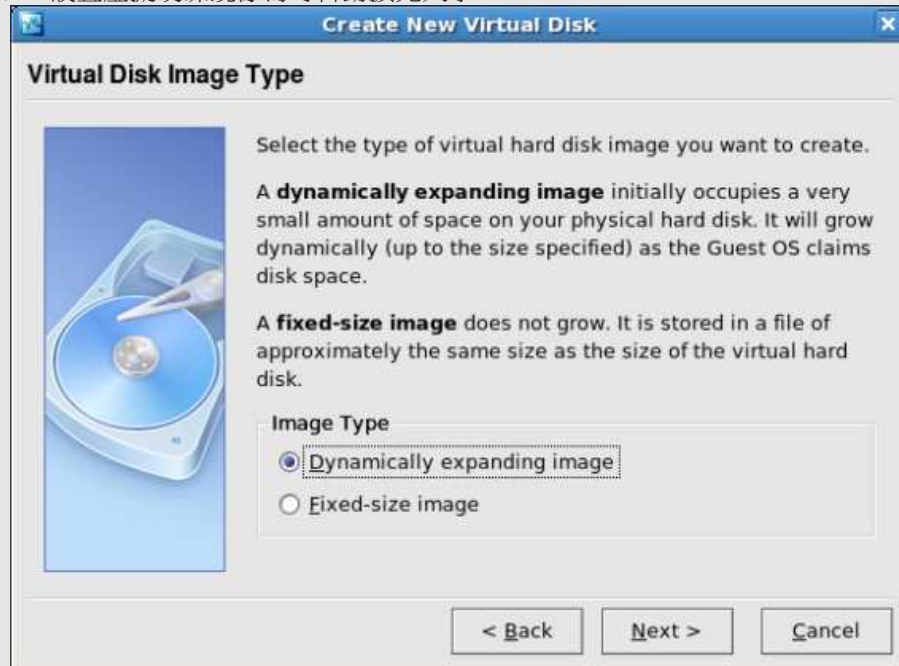 Create New Virtual Disk
Virtual Disk Image Type
Select the type of virtual hard disk image you want to create.
A dynamically expanding image initially occupies a very
small amount of space on your physical hard disk. It will grow
dynamically (up to the size specified) as the Guest OS claims
disk space.
A fixed-size image does not grow. It is stored in a file of
approximately the same size as the size of the virtual hard
disk.
Image Type
Dynamically expanding image
Fixed-size image
< Back
Next >
Cancel